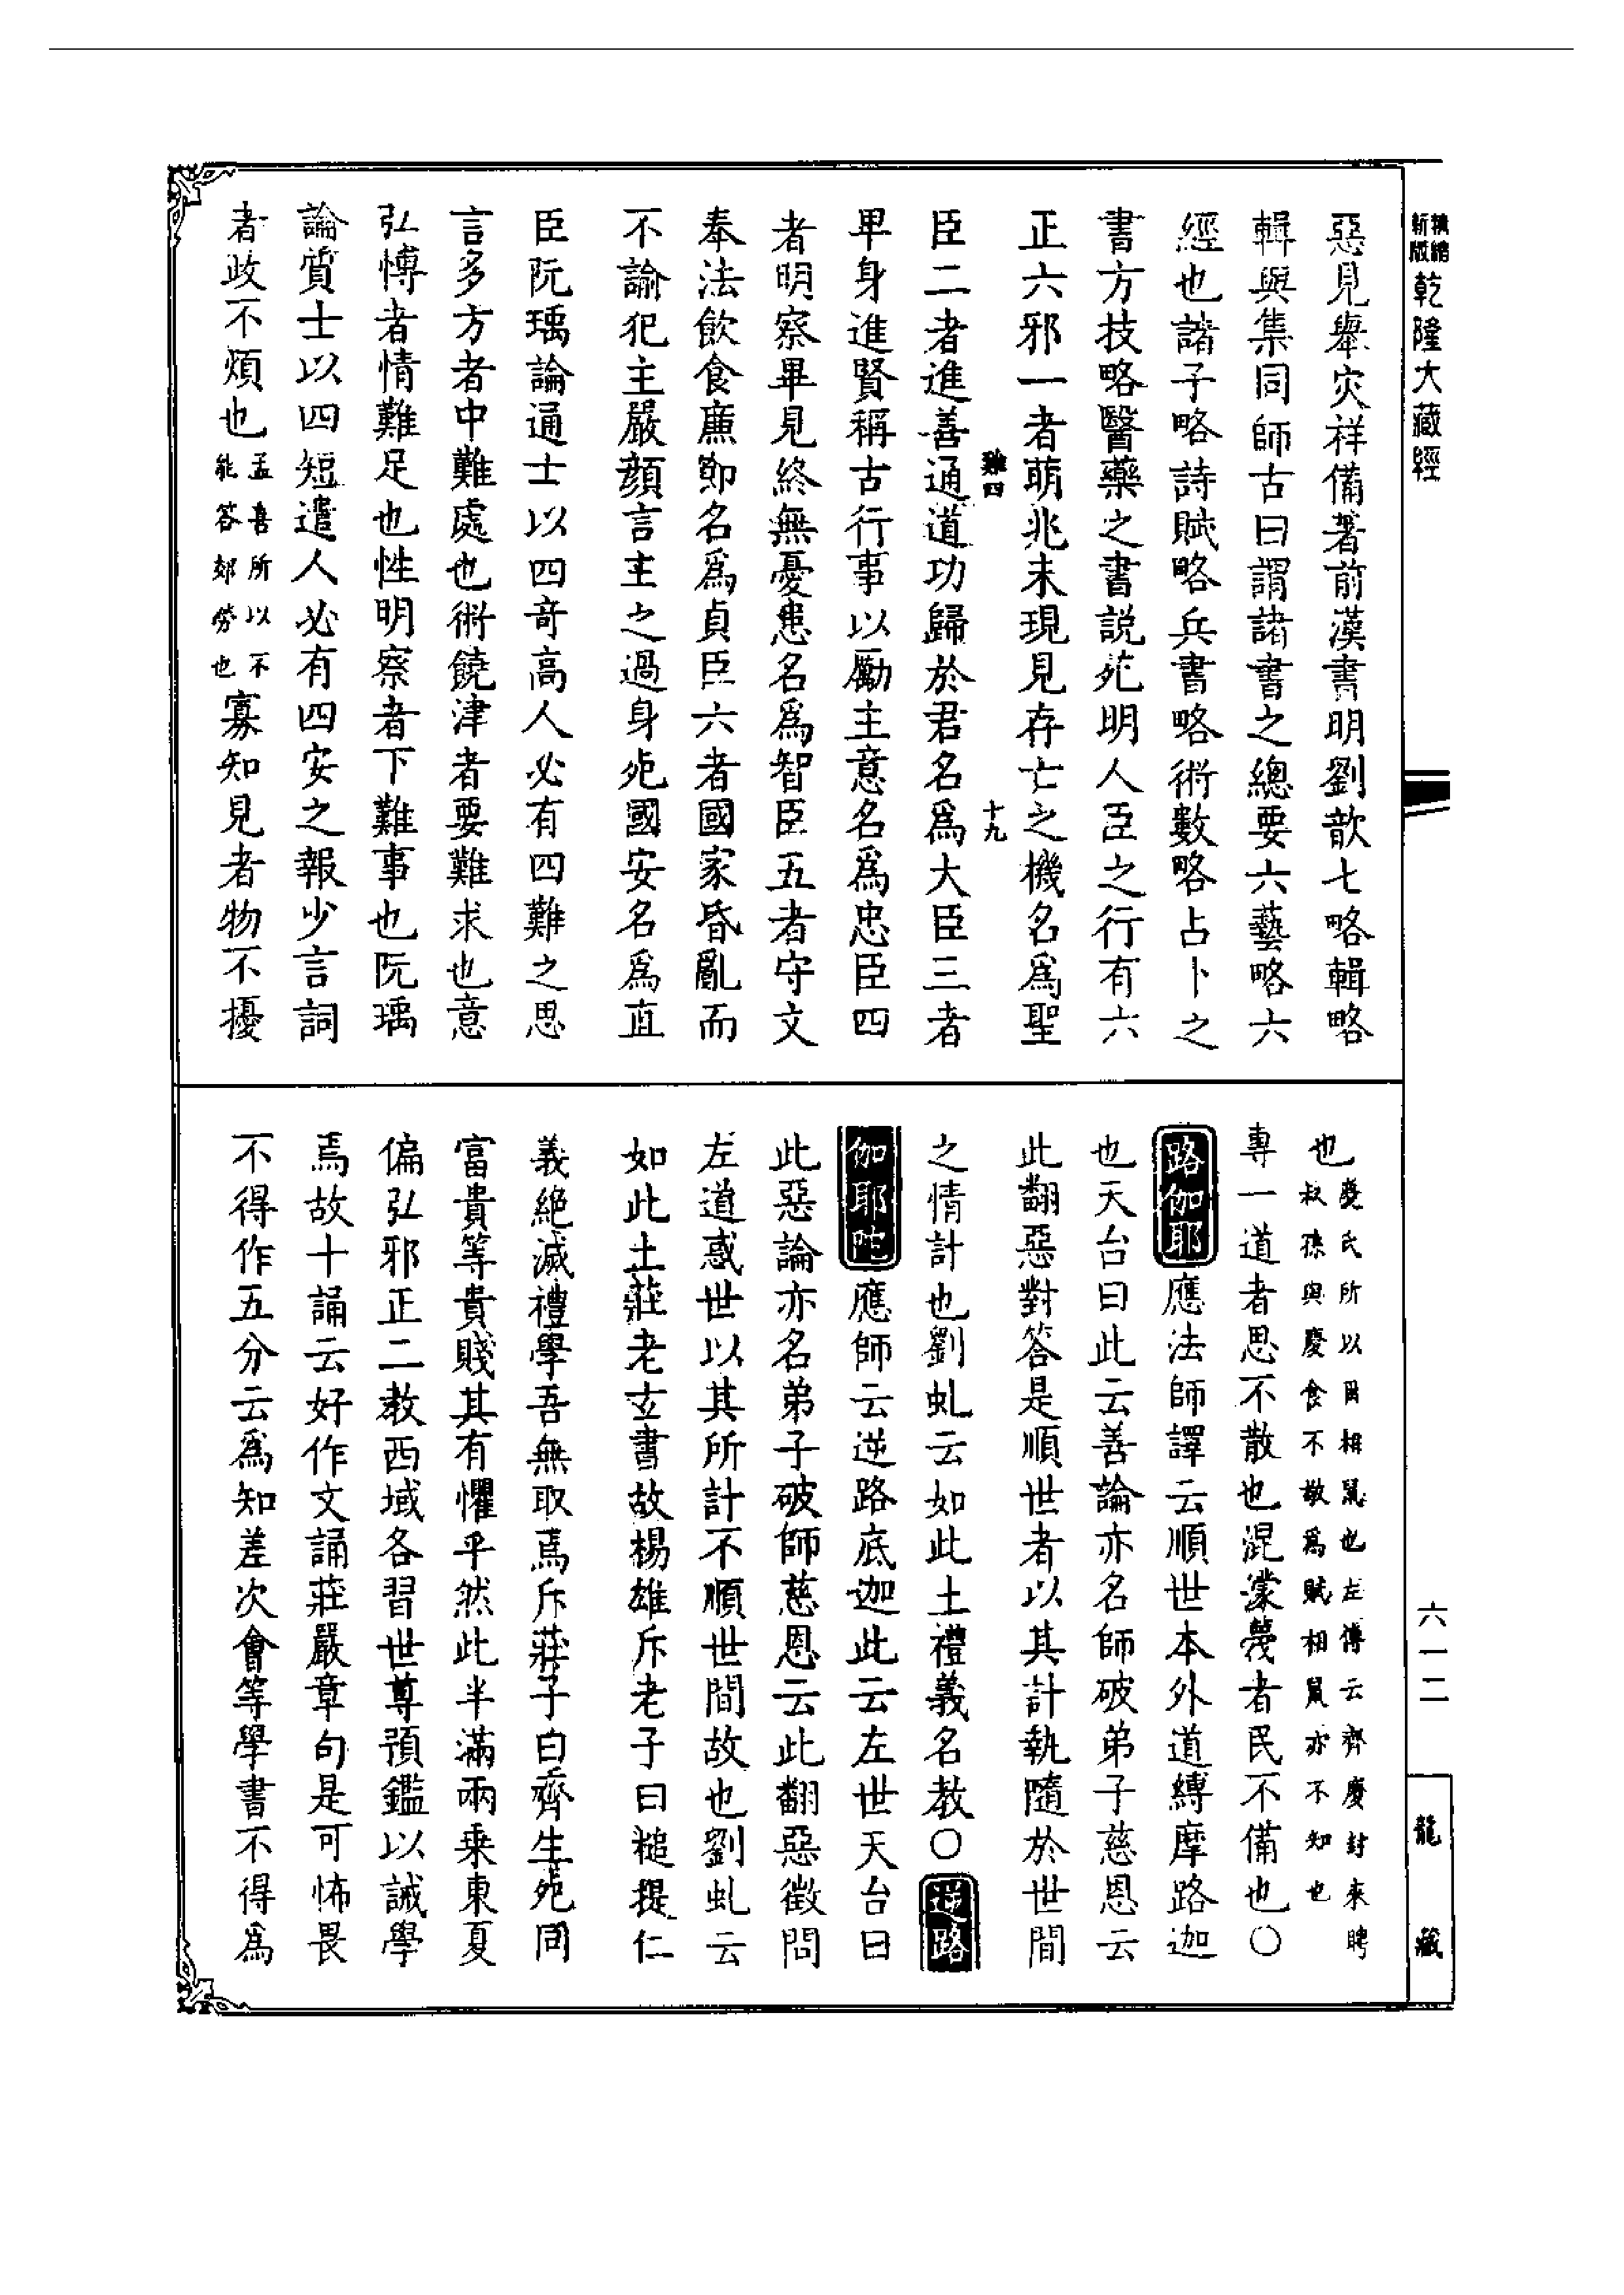 精縮新版乾隆大藏經
惡見舉灾祥備著前漢書明劉歆七略輯略
輯與集同師古曰謂諸書之總要六藝略六
經也諸子略詩賦略兵書略術數略占卜之
書方技略醫藥之書説苑明人臣之行有六
正六邪一者萌兆未現見存亡之機名爲聖
難四 十九
臣二者進善通道功歸於君名爲大臣三者
卑身進賢稱古行事以勵主意名爲忠臣四
者明察畢見終無憂患名爲智臣五者守文
奉法飲食廉節名爲貞臣六者國家昏亂而
不諭犯主嚴顔言主之過身死國安名爲直
臣阮瑀論通士以四奇高人必有四難之思
言多方者中難處也術饒津者要難求也意
弘愽者情難足也性明察者下難事也阮瑀
論質士以四短遣人必有四安之報少言詞
者政不煩也孟喜所以不能答郊勞也寡知見者物不擾
也慶氏所以困相鼠也左傳云齊慶封來聘叔孫與慶食不敬爲賦相鼠亦不知也
專一道者思不散也混濛蔑者民不備也〇
路伽耶應法師譯云順世本外道縛摩路迦
也天台曰此云善論亦名師破弟子慈恩云
此翻惡對答是順世者以其計執隨於世間
之情計也劉虬云如此土禮義名教〇逆路
伽耶陀應師云逆路底迦此云左世天台曰
此惡論亦名弟子破師慈恩云此翻惡徵問
左道惑世以其所計不順世間故也劉虬云
如此土莊老玄書故楊雄斥老子曰槌提仁
義絶滅禮學吾無取焉斥莊子曰齊生死同
富貴等貴賤其有懼乎然此半滿兩乘東夏
偏弘邪正二教西域各習世尊預鑑以誡學
焉故十誦云好作文誦莊嚴章句是可怖畏
不得作五分云爲知差次會等學書不得爲
六一二
龍藏